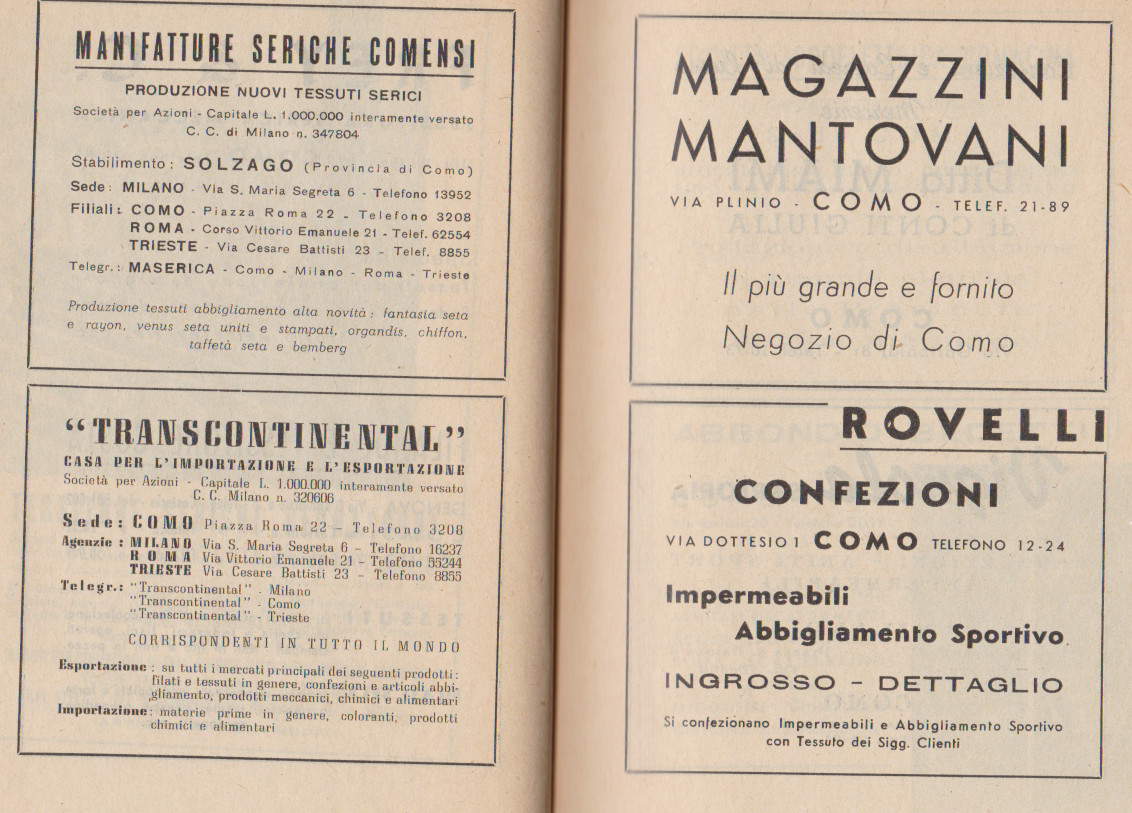 MANIFATTURE SERICHE COMENSI
PRODUZIONE NUOVI TESSUTI SERICI
Società per Azioni - Capitale L. 1.000.000 interamente versato
C. C. di Milano n. 347804
Stabilimento: SOLZAGO (Provincia di Como)
Sede: MILANO - Via S. Maria Segreta 6 - Telefono 13952
Filiali: COMO - Piazza Roma 22 - Telefono 3208
ROMA - Corso Vittorio Emanuele 21 - Telef. 62554
TRIESTE - Via Cesare Battisti 23 - Telef. 8855
Telegr.: MASERICA - Como - Milano - Roma - Trieste
Produzione tessuti abbigliamento alta novità: fantasia seta
e rayon, venus seta uniti e stampati, organdis, chiffon,
taffetà seta e bemberg
“TRANSCONTINENTAL”
CASA PER L'IMPORTAZIONE E L'ESPORTAZIONE
Società per Azioni - Capitale L. 1.000.000 interamente versato
C. C. Milano n. 320606
Sede: COMO Piazza Roma 22 - Telefono 3208
Agenzie: MILANO Via S. Maria Segreta 6 - Telefono 16237
ROMA Via Vittorio Emanuele 21 - Telefono 55244
TRIESTE Via Cesare Battisti 23 - Telefono 8855
Telegr.: "Transcontinental" - Milano
"Transcontinental" - Como
"Transcontinental" - Trieste
CORRISPONDENTI IN TUTTO IL MONDO
Esportazione: su tutti i mercati principali dei seguenti prodotti:
filati e tessuti in genere, confezioni e articoli abbi-
gliamento, prodotti meccanici, chimici e alimentari
Importazione: materie prime in genere, coloranti, prodotti
chimici e alimentari
MAGAZZINI
MANTOVANI
VIA PLINIO - COMO - TELEF. 21-89
Il più grande e fornito
Negozio di Como
ROVELLI
CONFEZIONI
VIA DOTTESIO 1 COMO TELEFONO 12-24
Impermeabili
Abbigliamento Sportivo
INGROSSO - DETTAGLIO
Si confezionano Impermeabili e Abbigliamento Sportivo
con Tessuto dei Sigg. Clienti